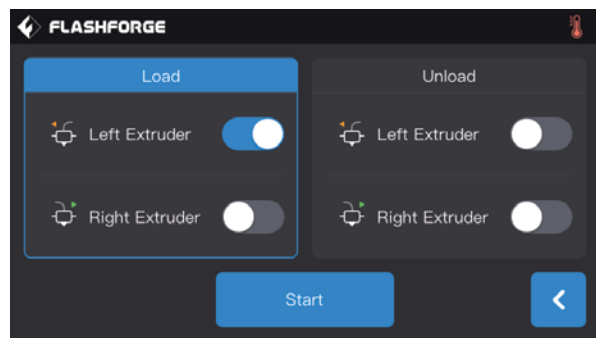 FLASHFORGE
Load
Left Extruder
Right Extruder
Unload
Left Extruder
Right Extruder
Start